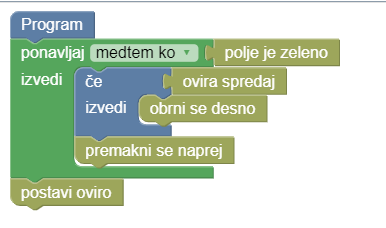 Program
ponavljaj medtem ko polje je zeleno
izvedi če ovira spredaj
izvedi obrni se desno
premakni se naprej
postavi oviro